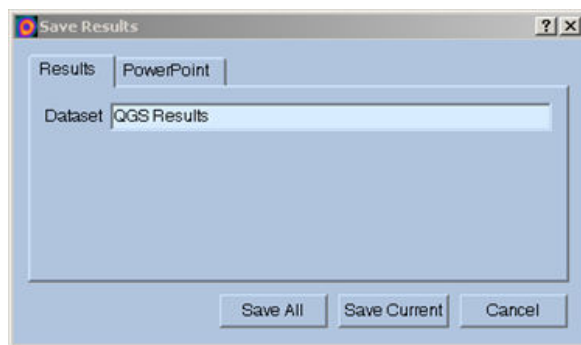 Save Results
Results PowerPoint
Dataset QGS Results
Save All Save Current Cancel